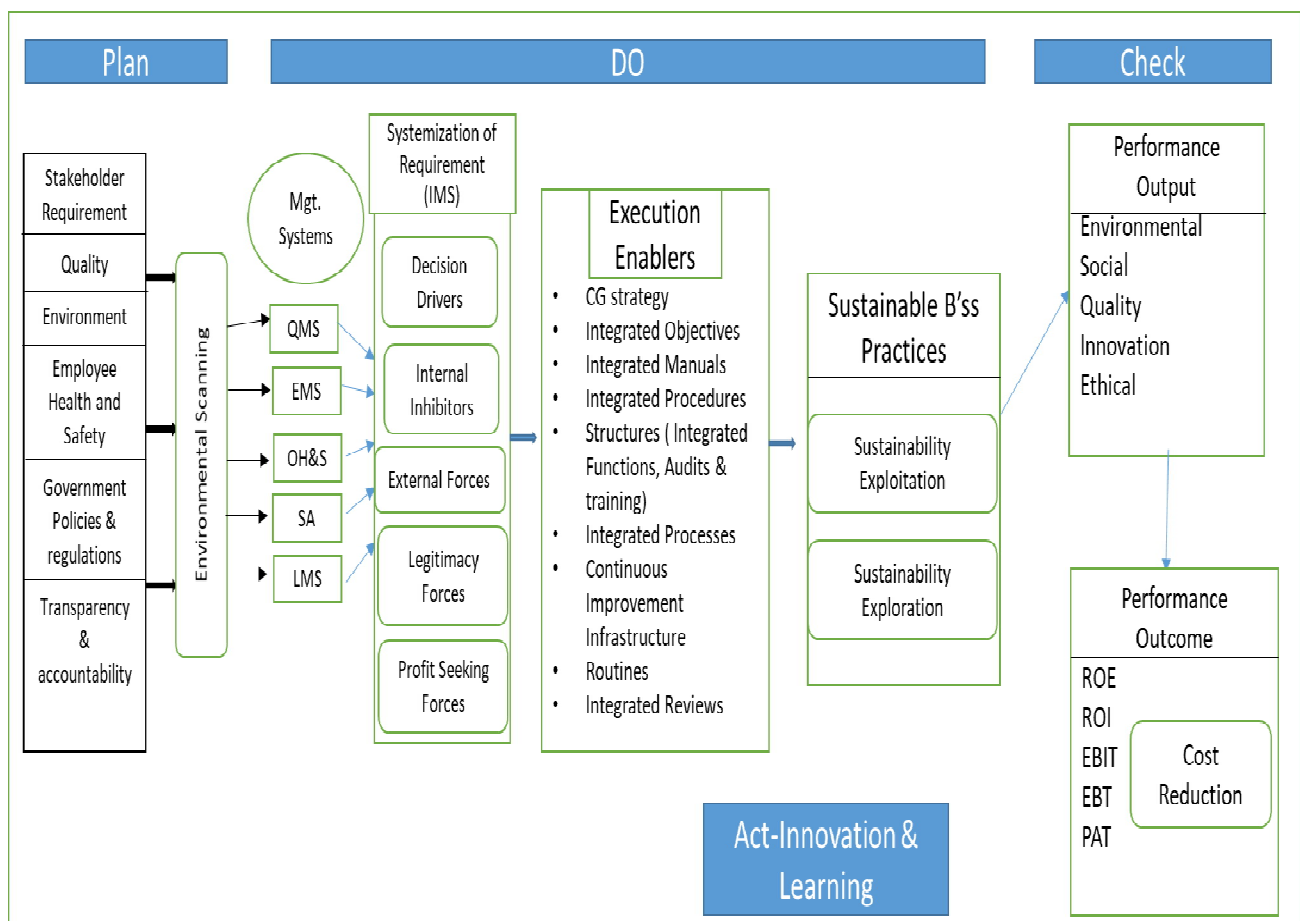 Plan
DO
Check
Stakeholder
Requirement
Quality
Environment
Employee
Health and
Safety
Government
Policies &
regulations
Transparency
&
accountability
Environmental Scanning
Mgt.
Systems
QMS
EMS
OH&S
SA
LMS
Systemization of
Requirement
(IMS)
Decision
Drivers
Internal
Inhibitors
External Forces
Legitimacy
Forces
Profit Seeking
Forces
Execution
Enablers
• CG strategy
• Integrated Objectives
• Integrated Manuals
• Integrated Procedures
• Structures ( Integrated
Functions, Audits &
training)
• Integrated Processes
• Continuous
Improvement
Infrastructure
• Routines
• Integrated Reviews
Sustainable B'ss
Practices
Sustainability
Exploitation
Sustainability
Exploration
Performance
Output
Environmental
Social
Quality
Innovation
Ethical
Performance
Outcome
ROE
ROI
EBIT
EBT
PAT
Cost
Reduction
Act-Innovation &
Learning